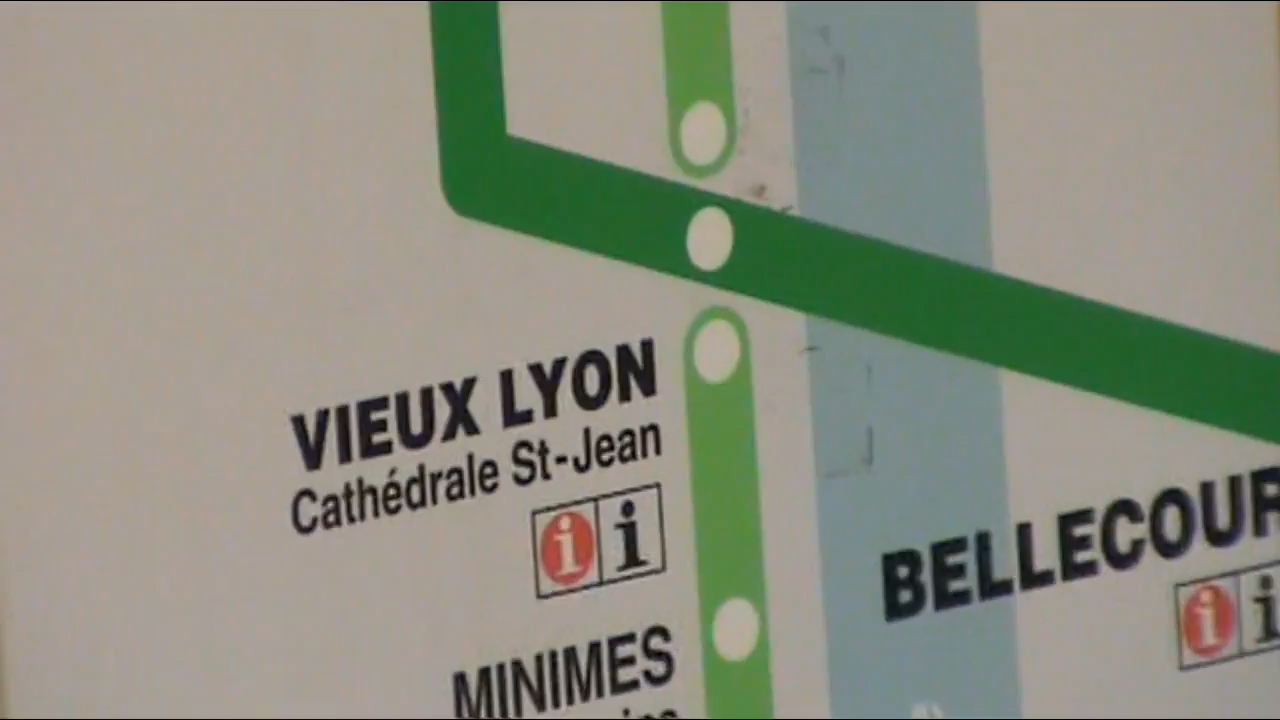 VIEUX LYON
Cathédrale St-Jean
i i
BELLECOUR
i i
MINIMES